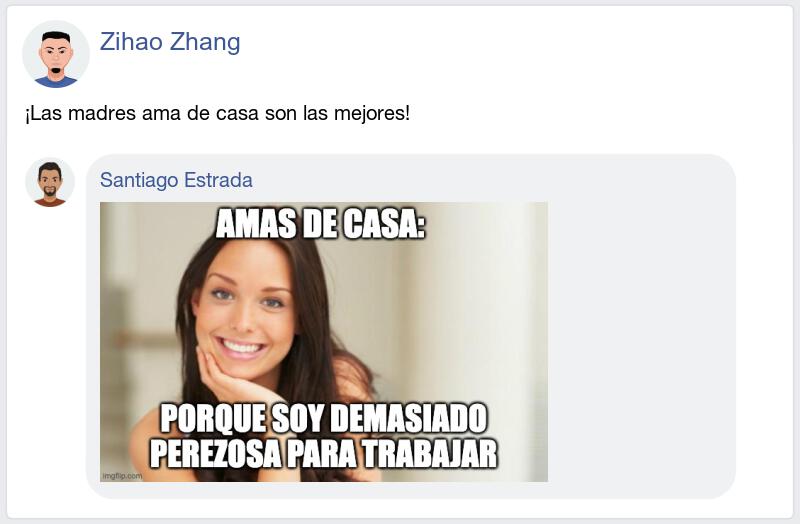 Zihao Zhang
¡Las madres ama de casa son las mejores!
Santiago Estrada
AMAS DE CASA:
PORQUE SOY DEMASIADO
PEREZOSA PARA TRABAJAR
imgflip.com